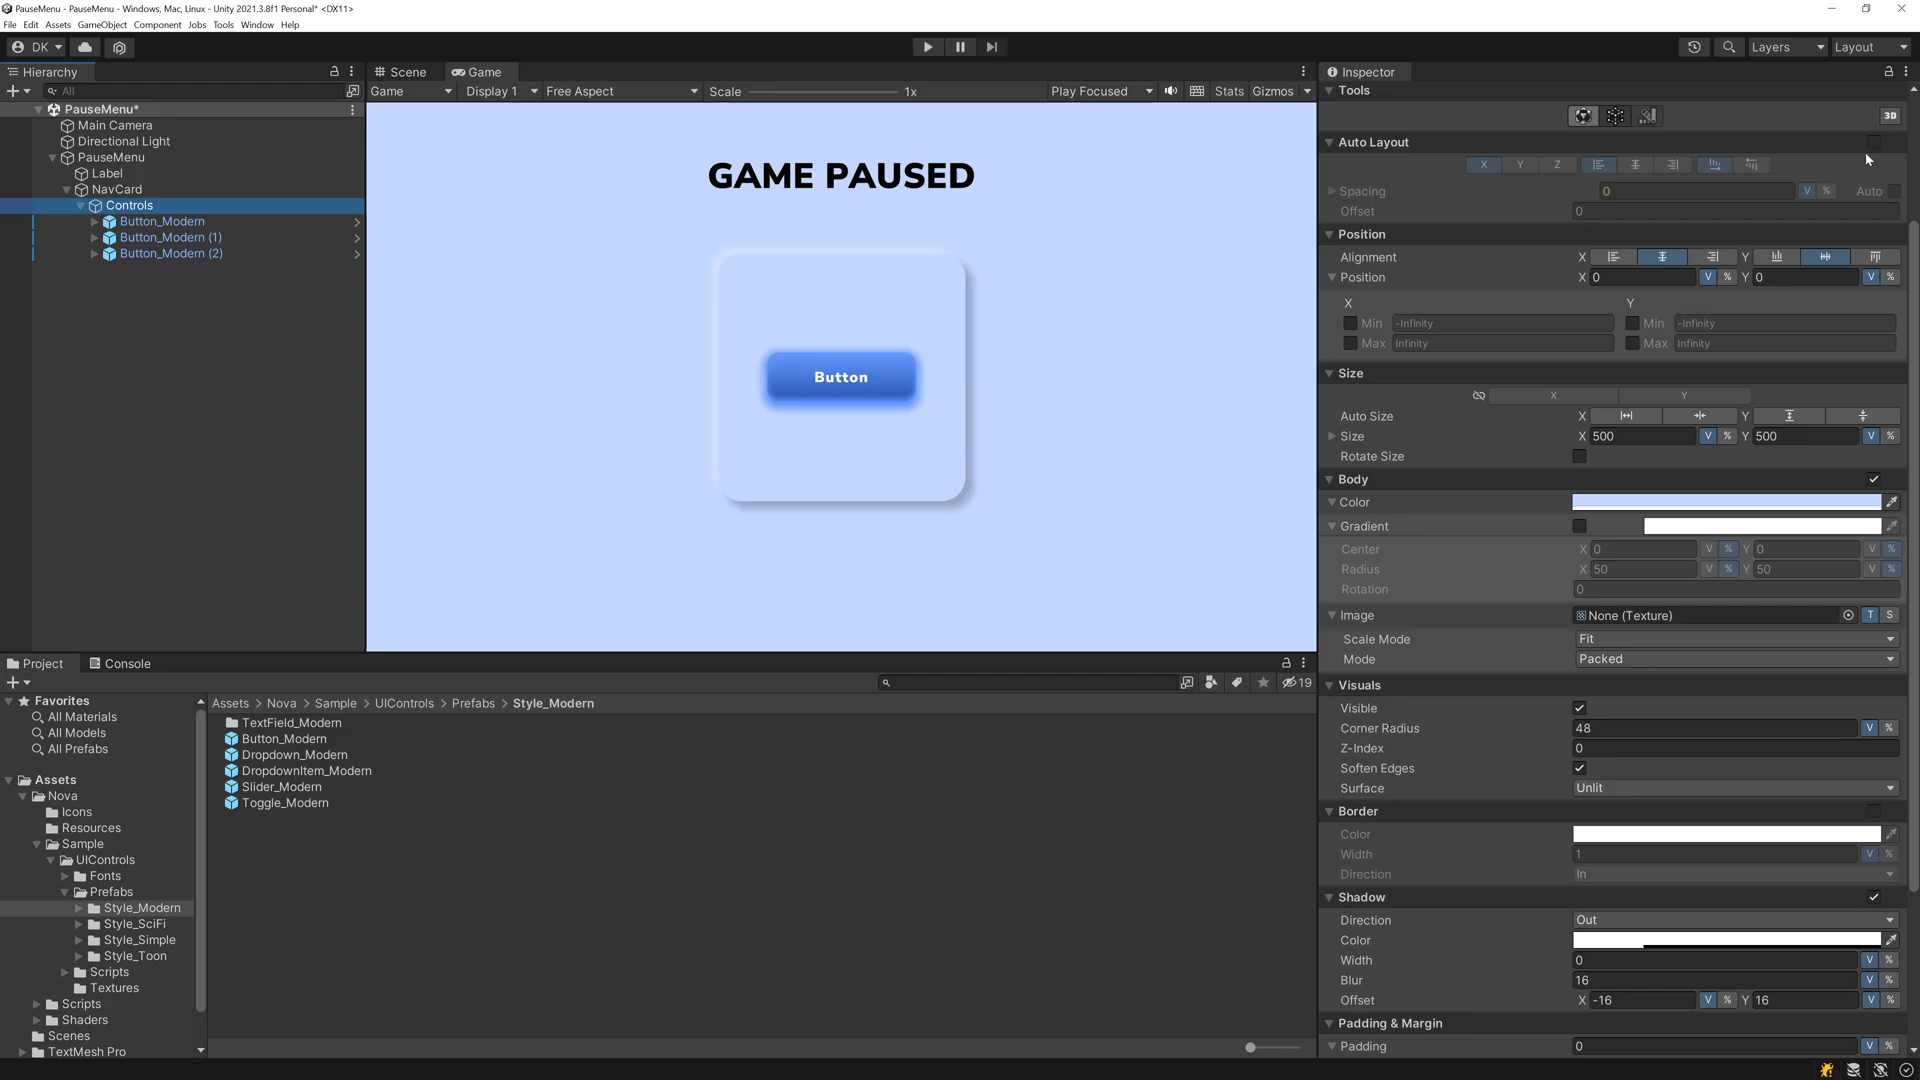 PauseMenu - PauseMenu - Windows, Mac, Linux - Unity 2021.3.8f1 Personal* <DX11>
File Edit Assets GameObject Component Jobs Tools Window Help
DK Layers Layout
Hierarchy
All
PauseMenu*
Main Camera
Directional Light
PauseMenu
Label
NavCard
Controls
Button_Modern
Button_Modern (1)
Button_Modern (2)
Scene Game
Game Display 1 Free Aspect Scale 1x Play Focused Stats Gizmos
GAME PAUSED
Button
Inspector
Tools
3D
Auto Layout
X Y Z
Spacing 0 V % Auto
Offset 0
Position
Alignment X Y
Position X 0 V % Y 0 V %
X Y
Min -Infinity Min -Infinity
Max Infinity Max Infinity
Size
X Y
Auto Size X Y
Size X 500 V % Y 500 V %
Rotate Size
Body
Color
Gradient
Center X 0 V % Y 0 V %
Radius X 50 V % Y 50 V %
Rotation 0
Image None (Texture) T S
Scale Mode Fit
Mode Packed
Visuals
Visible
Corner Radius 48 V %
Z-Index 0
Soften Edges
Surface Unlit
Border
Color
Width 1 V %
Direction In
Shadow
Direction Out
Color
Width 0 V %
Blur 16 V %
Offset X -16 V % Y 16 V %
Padding & Margin
Padding 0 V %
Project Console
19
Favorites
All Materials
All Models
All Prefabs
Assets
Nova
Icons
Resources
Sample
UIControls
Fonts
Prefabs
Style_Modern
Style_SciFi
Style_Simple
Style_Toon
Scripts
Textures
Scripts
Shaders
Scenes
TextMesh Pro
Assets > Nova > Sample > UIControls > Prefabs > Style_Modern
TextField_Modern
Button_Modern
Dropdown_Modern
DropdownItem_Modern
Slider_Modern
Toggle_Modern